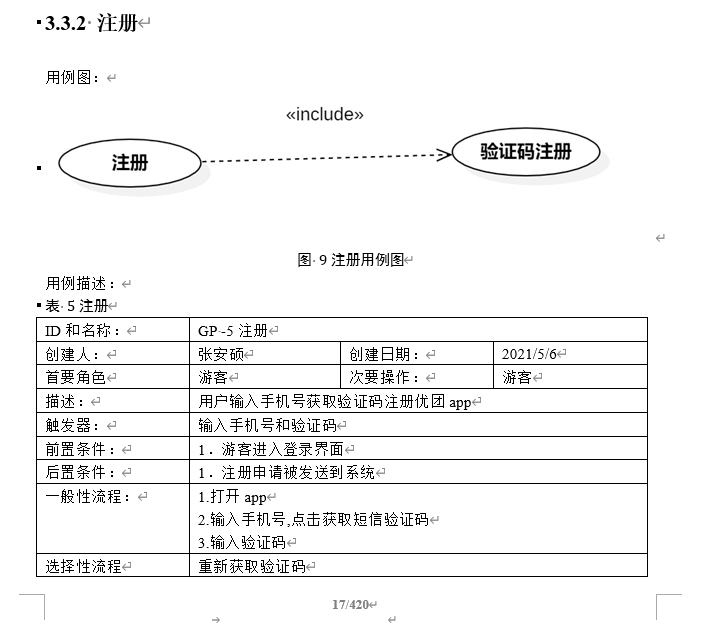 3.3.2 注册
用例图：
«include»
注册
验证码注册
图 9 注册用例图
用例描述：
表 5 注册
ID 和名称： GP -5 注册
创建人： 张安硕 创建日期： 2021/5/6
首要角色 游客 次要操作： 游客
描述： 用户输入手机号获取验证码注册优团 app
触发器： 输入手机号和验证码
前置条件： 1．游客进入登录界面
后置条件： 1．注册申请被发送到系统
一般性流程： 1.打开 app
2.输入手机号,点击获取短信验证码
3.输入验证码
选择性流程 重新获取验证码
17/420